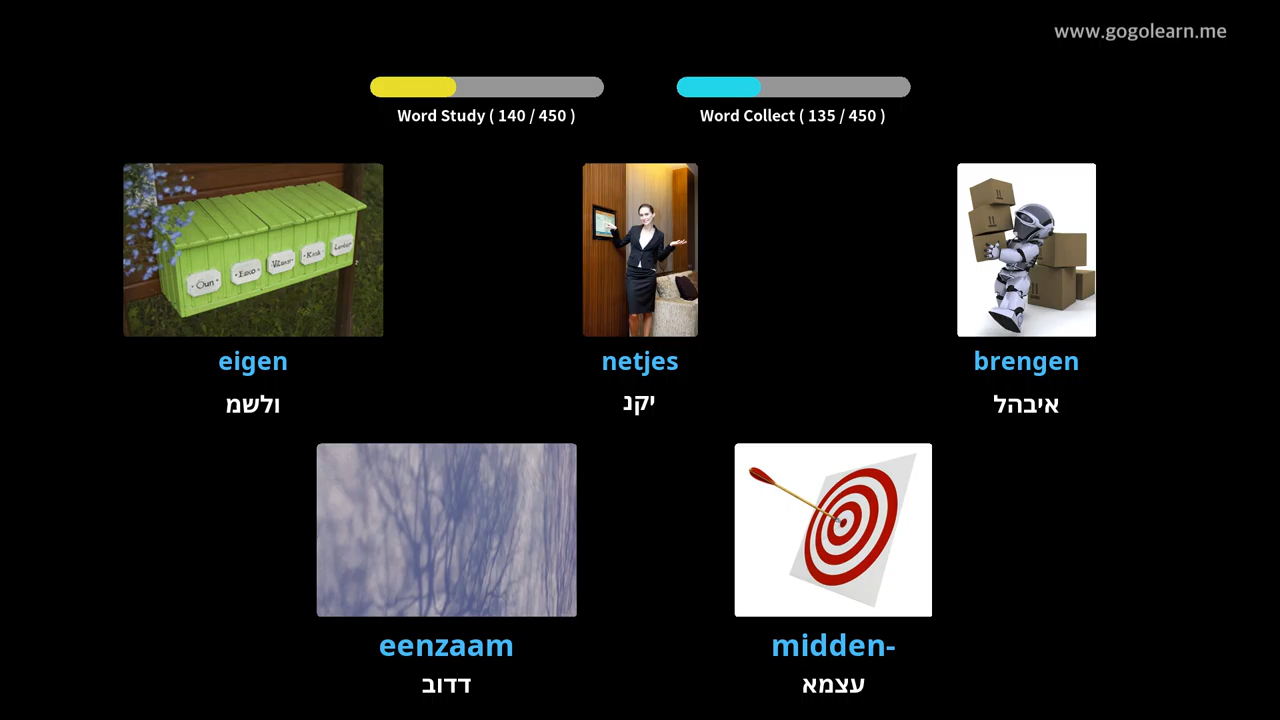 www.gogolearn.me
Word Study ( 140 / 450 )
Word Collect ( 135 / 450 )
eigen
netjes
brengen
ולשמ
יקנ
איבהל
eenzaam
midden-
דדוב
עצמא